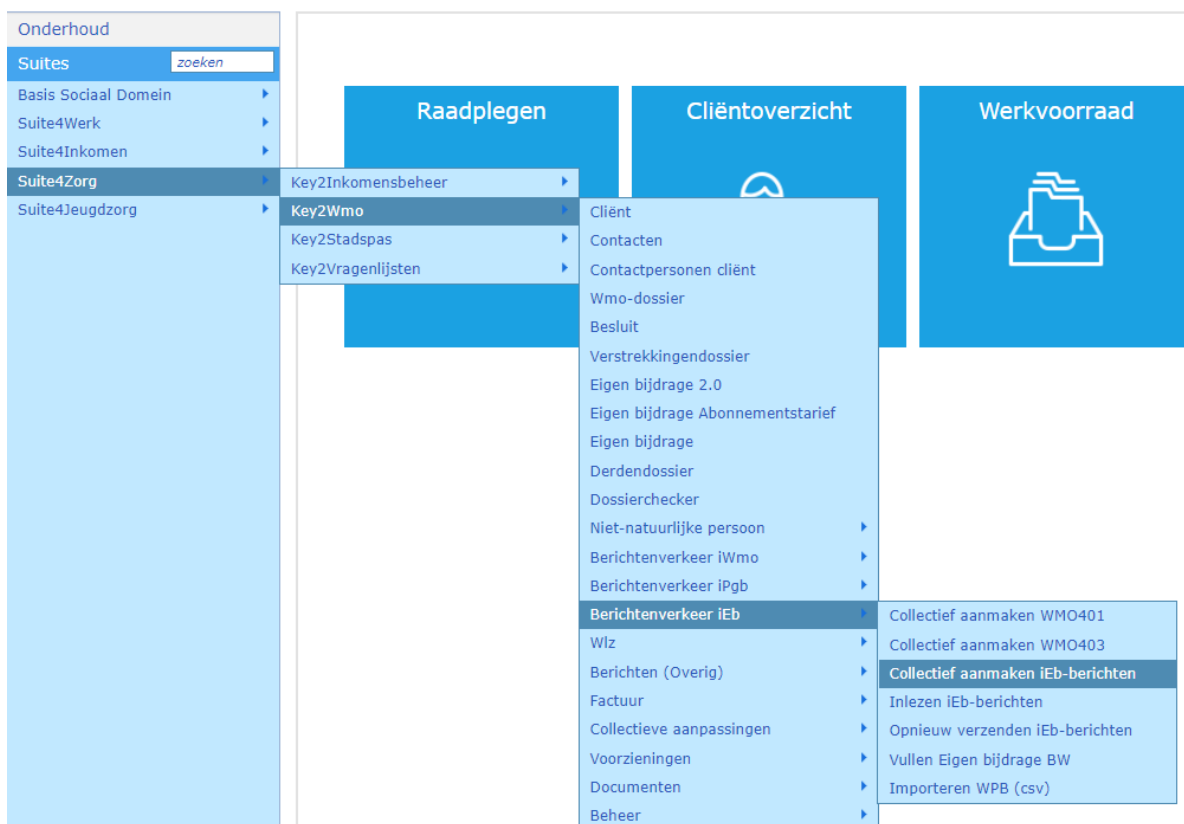 Onderhoud
Suites
zoeken
Basis Sociaal Domein
Suite4Werk
Suite4Inkomen
Suite4Zorg
Suite4Jeugdzorg
Key2Inkomensbeheer
Key2Wmo
Key2Stadspas
Key2Vragenlijsten
Raadplegen
Cliëntoverzicht
Werkvoorraad
Cliënt
Contacten
Contactpersonen cliënt
Wmo-dossier
Besluit
Verstrekkingendossier
Eigen bijdrage 2.0
Eigen bijdrage Abonnementstarief
Eigen bijdrage
Derdendossier
Dossierchecker
Niet-natuurlijke persoon
Berichtenverkeer iWmo
Berichtenverkeer iPgb
Berichtenverkeer iEb
Wlz
Berichten (Overig)
Factuur
Collectieve aanpassingen
Voorzieningen
Documenten
Beheer
Collectief aanmaken WMO401
Collectief aanmaken WMO403
Collectief aanmaken iEb-berichten
Inlezen iEb-berichten
Opnieuw verzenden iEb-berichten
Vullen Eigen bijdrage BW
Importeren WPB (csv)